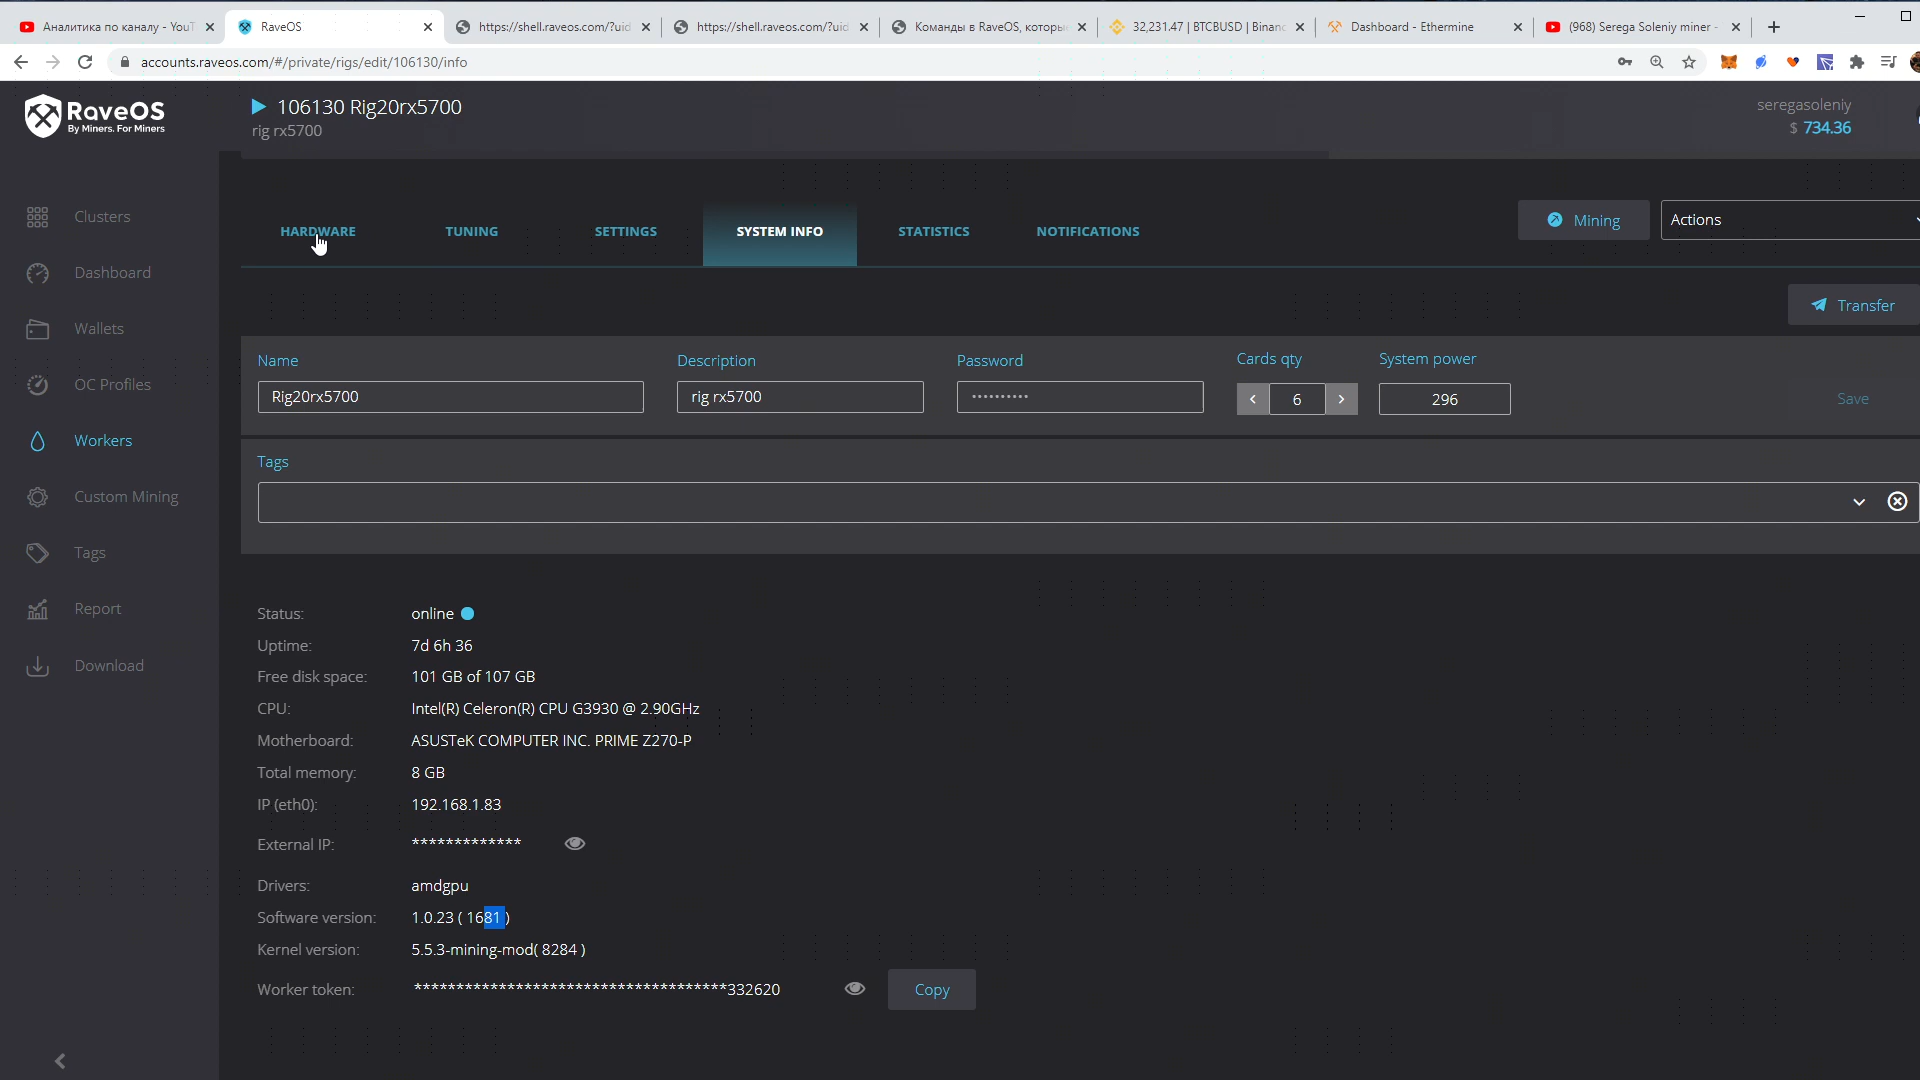 Аналитика по каналу - YouT
RaveOS
https://shell.raveos.com/?uid
https://shell.raveos.com/?uid
Команды в RaveOS, которы
32,231.47 | BTCBUSD | Binanc
Dashboard - Ethermine
(968) Serega Soleniy miner -
accounts.raveos.com/#/private/rigs/edit/106130/info
RaveOS
By Miners. For Miners
106130 Rig20rx5700
rig rx5700
seregasoleniy
$ 734.36
Clusters
Dashboard
Wallets
OC Profiles
Workers
Custom Mining
Tags
Report
Download
HARDWARE
TUNING
SETTINGS
SYSTEM INFO
STATISTICS
NOTIFICATIONS
Mining
Actions
Transfer
Name
Description
Password
Cards qty
System power
Rig20rx5700
rig rx5700
••••••••••
6
296
Save
Tags
Status: online
Uptime: 7d 6h 36
Free disk space: 101 GB of 107 GB
CPU: Intel(R) Celeron(R) CPU G3930 @ 2.90GHz
Motherboard: ASUSTeK COMPUTER INC. PRIME Z270-P
Total memory: 8 GB
IP (eth0): 192.168.1.83
External IP: *************
Drivers: amdgpu
Software version: 1.0.23 ( 1681 )
Kernel version: 5.5.3-mining-mod( 8284 )
Worker token: *************************************332620
Copy